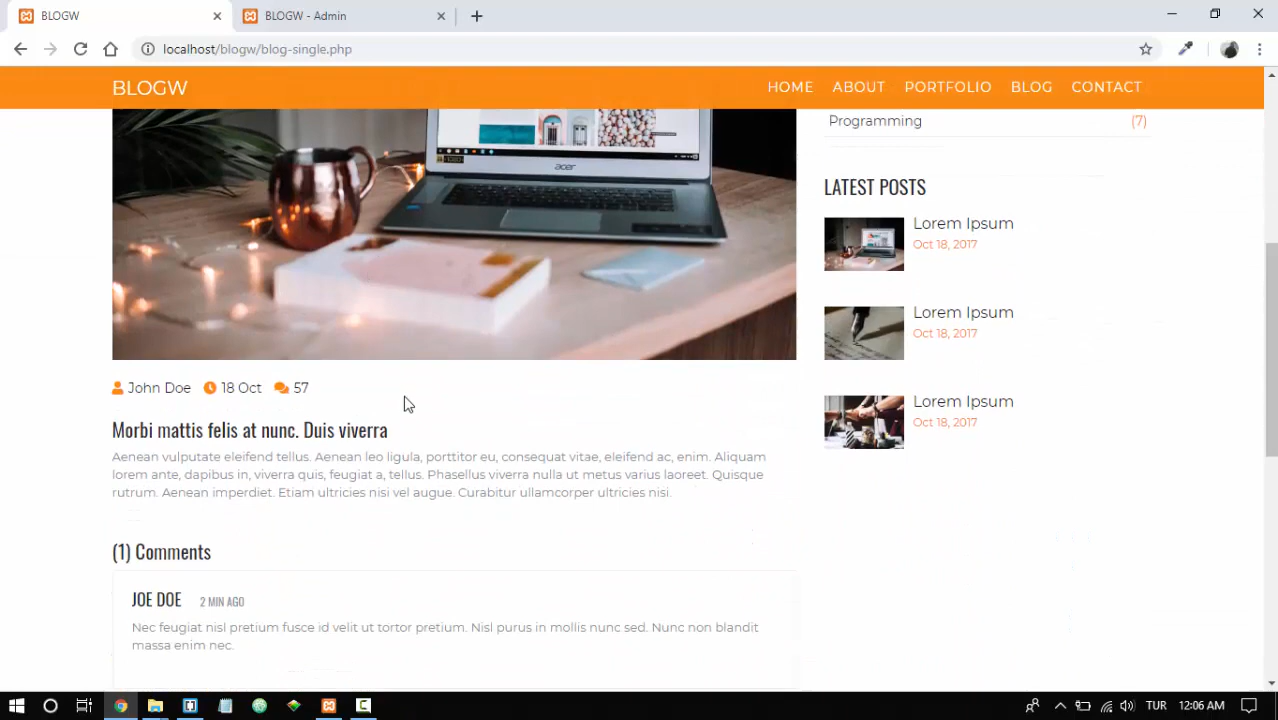 BLOGW
BLOGW - Admin
localhost/blogw/blog-single.php
BLOGW
HOME ABOUT PORTFOLIO BLOG CONTACT
Programming (7)
LATEST POSTS
Lorem Ipsum
Oct 18, 2017
Lorem Ipsum
Oct 18, 2017
Lorem Ipsum
Oct 18, 2017
acer
John Doe 18 Oct 57
Morbi mattis felis at nunc. Duis viverra
Aenean vulputate eleifend tellus. Aenean leo ligula, porttitor eu, consequat vitae, eleifend ac, enim. Aliquam
lorem ante, dapibus in, viverra quis, feugiat a, tellus. Phasellus viverra nulla ut metus varius laoreet. Quisque
rutrum. Aenean imperdiet. Etiam ultricies nisi vel augue. Curabitur ullamcorper ultricies nisi.
(1) Comments
JOE DOE 2 MIN AGO
Nec feugiat nisl pretium fusce id velit ut tortor pretium. Nisl purus in mollis nunc sed. Nunc non blandit
massa enim nec.
TUR 12:06 AM